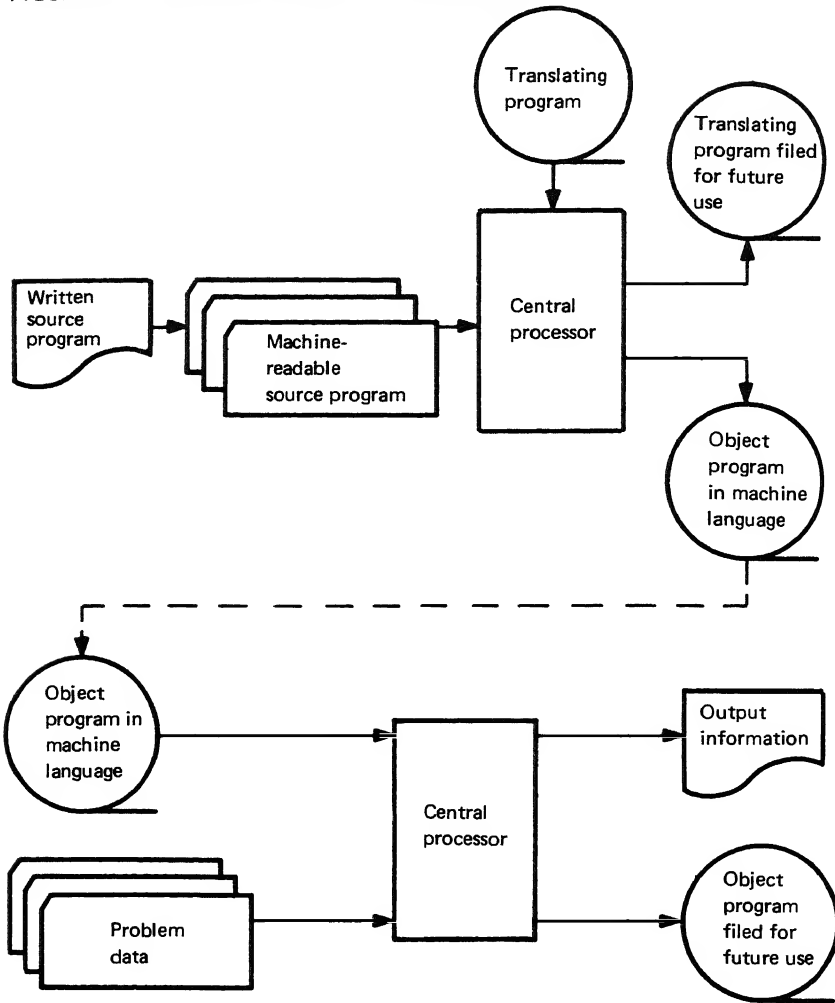 Translating
program
Translating
program filed
for future
use
Written
source
program
Machine-
readable
source program
Central
processor
Object
program
in machine
language
Object
program in
machine
language
Central
processor
Output
information
Problem
data
Object
program
filed for
future use